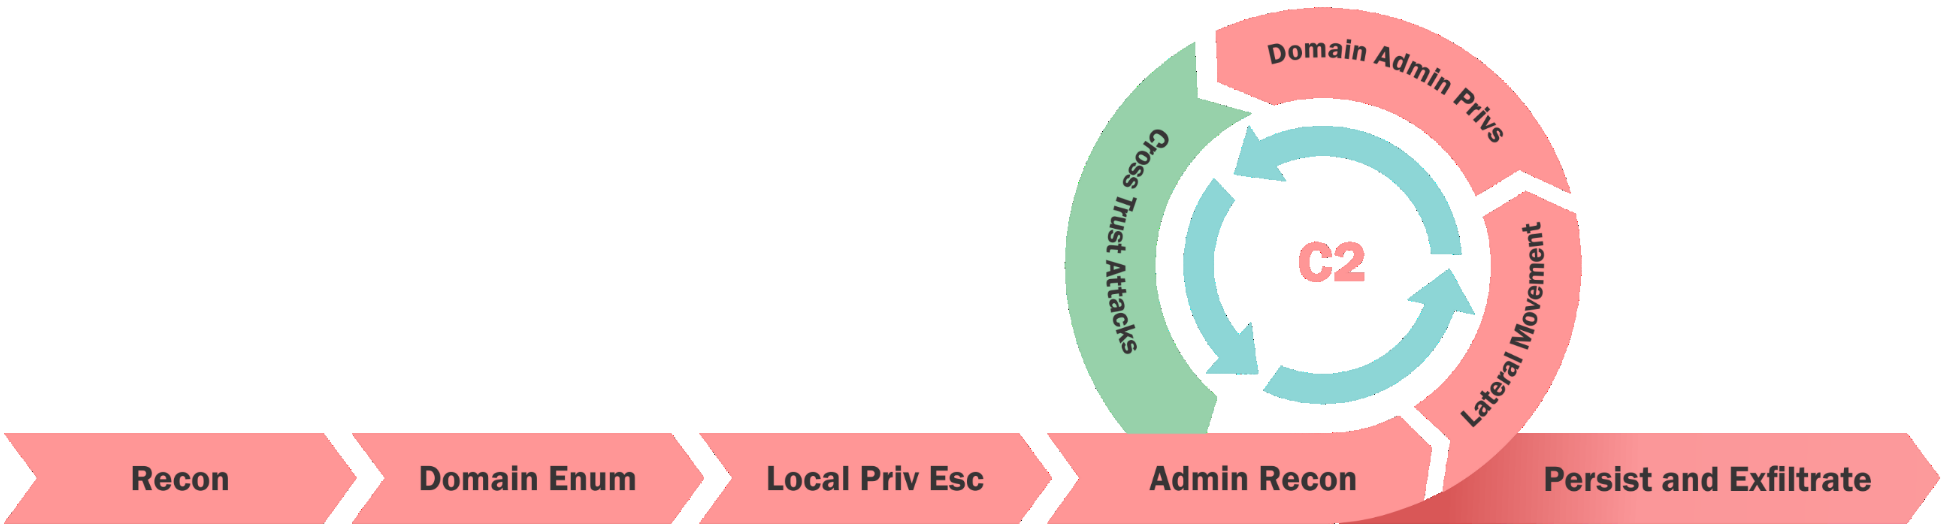 Recon
Domain Enum
Local Priv Esc
Admin Recon
Lateral Movement
Domain Admin Privs
Cross Trust Attacks
C2
Persist and Exfiltrate